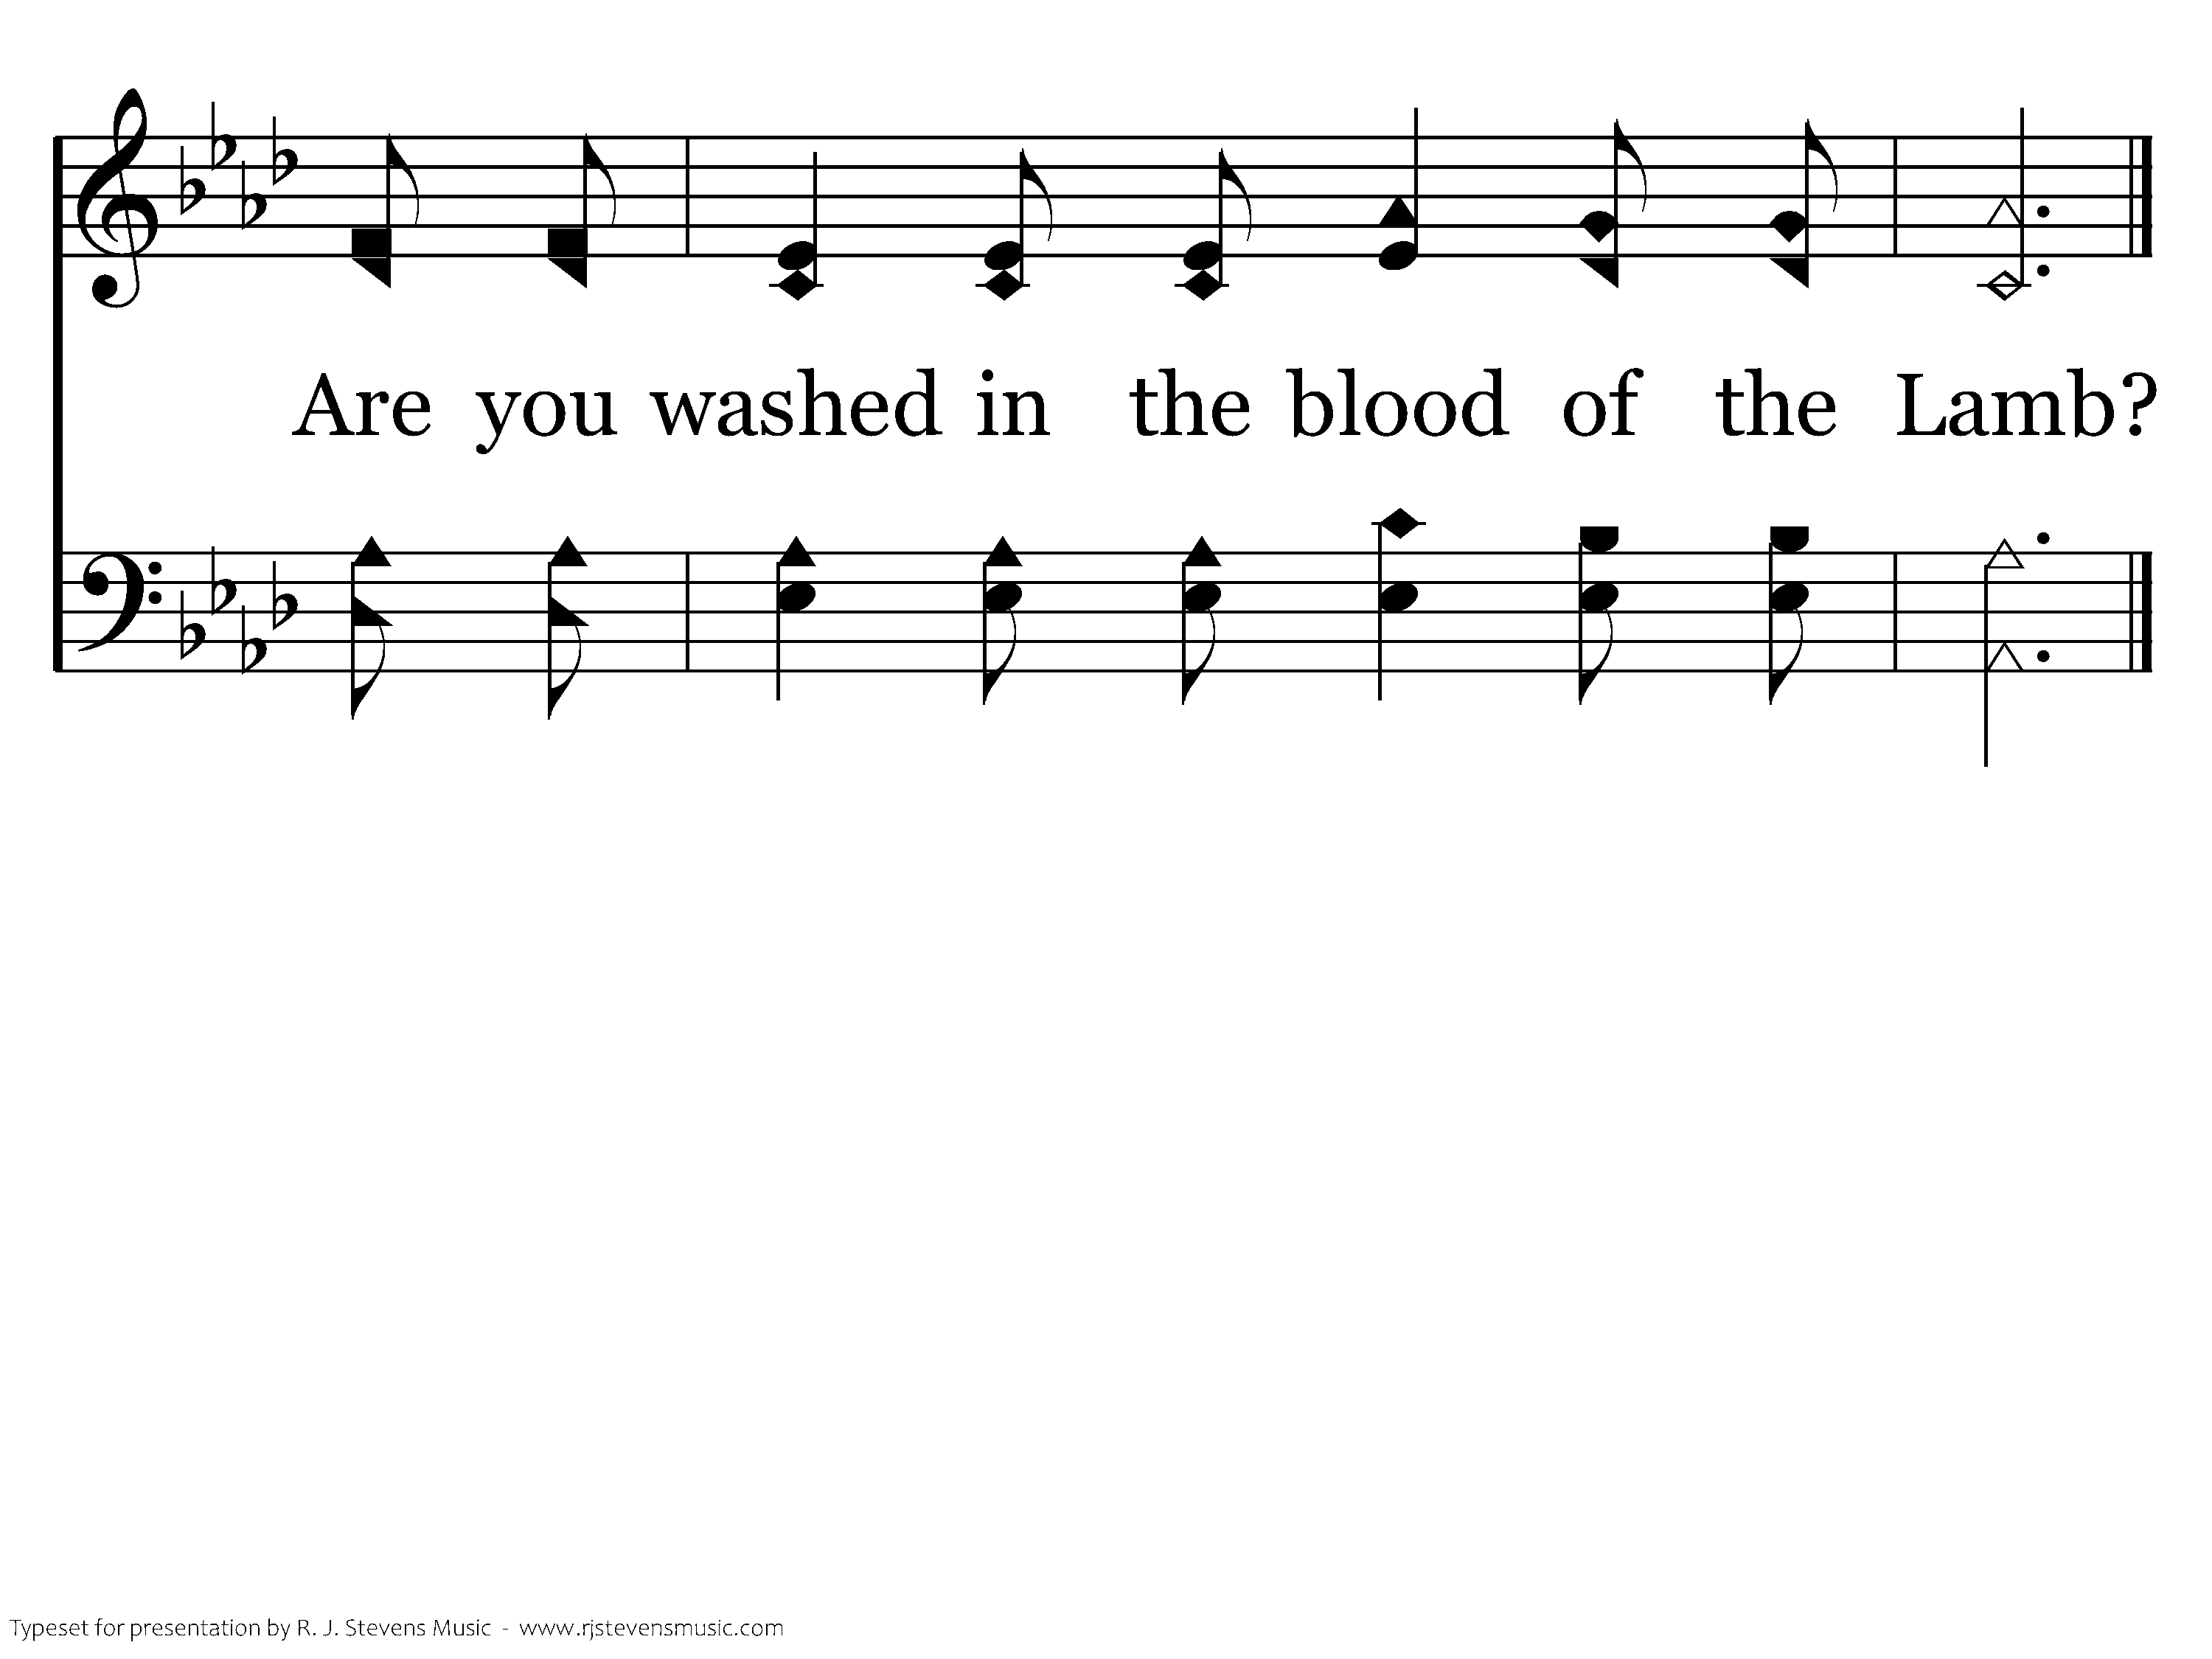 Are you washed in the blood of the Lamb?
Typeset for presentation by R. J. Stevens Music - www.rjstevensmusic.com